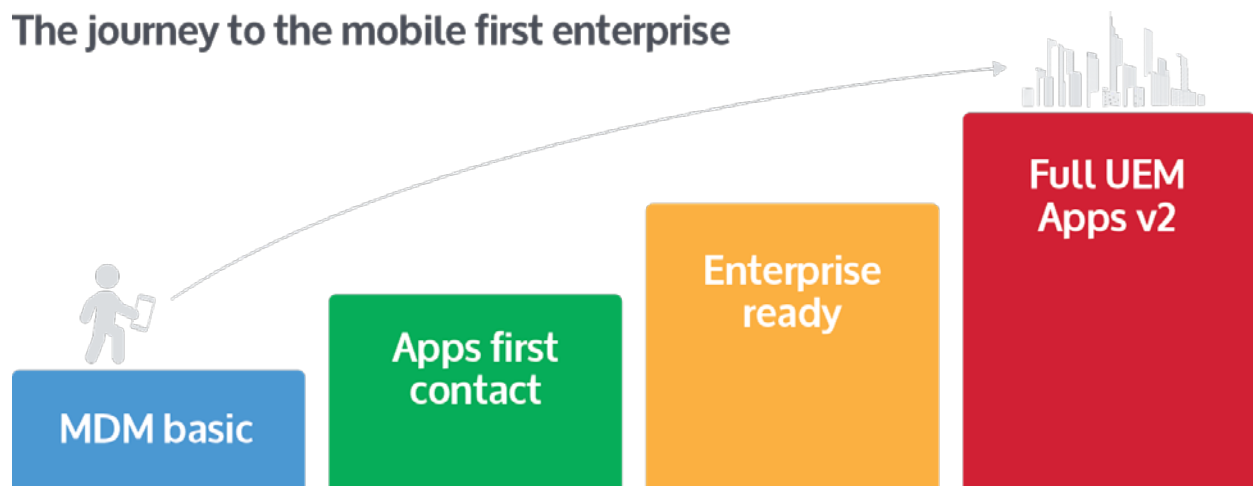 The journey to the mobile first enterprise
MDM basic
Apps first
contact
Enterprise
ready
Full UEM
Apps v2